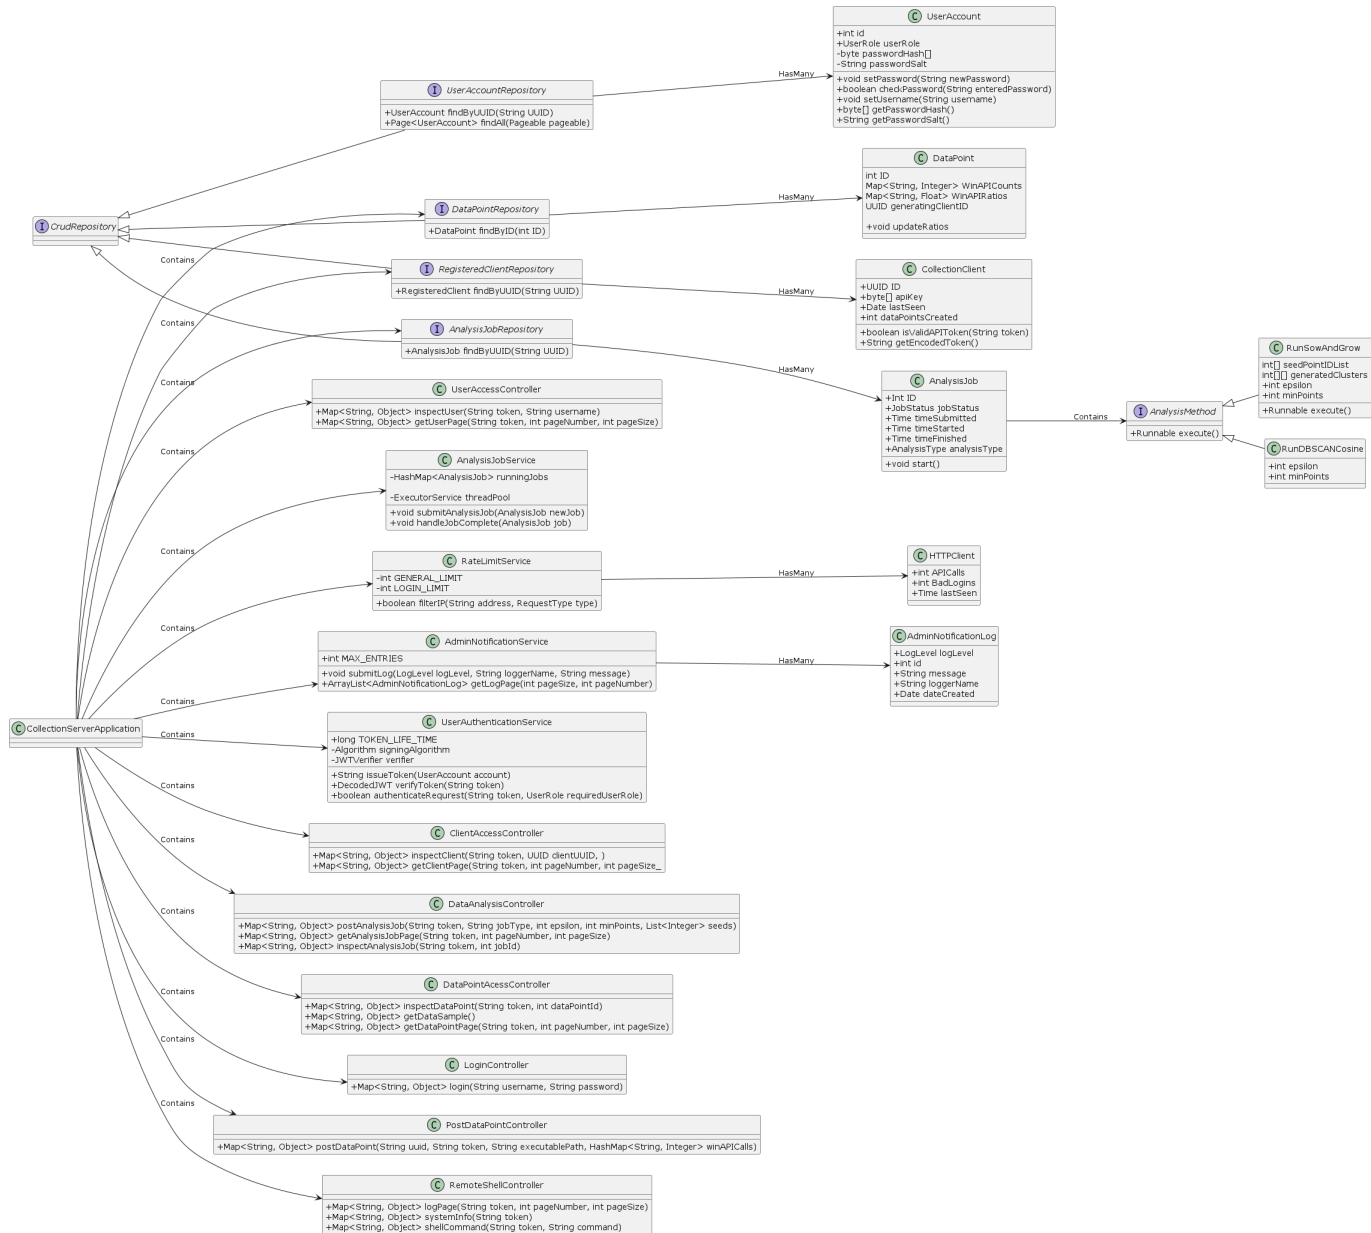 C UserAccount
+int id
+UserRole userRole
-byte passwordHash[]
-String passwordSalt
+void setPassword(String newPassword)
+boolean checkPassword(String enteredPassword)
+void setUsername(String username)
+byte[] getPasswordHash()
+String getPasswordSalt()
HasMany
I UserAccountRepository
+UserAccount findByUUID(String UUID)
+Page<UserAccount> findAll(Pageable pageable)
C DataPoint
int ID
Map<String, Integer> WinAPICounts
Map<String, Float> WinAPIRatios
UUID generatingClientID
+void updateRatios
HasMany
I DataPointRepository
+DataPoint findByID(int ID)
I CrudRepository
Contains
I RegisteredClientRepository
+RegisteredClient findByUUID(String UUID)
HasMany
C CollectionClient
+UUID ID
+byte[] apiKey
+Date lastSeen
+int dataPointsCreated
+boolean isValidAPIToken(String token)
+String getEncodedToken()
Contains
I AnalysisJobRepository
+AnalysisJob findByUUID(String UUID)
HasMany
C AnalysisJob
+Int ID
+JobStatus jobStatus
+Time timeSubmitted
+Time timeStarted
+Time timeFinished
+AnalysisType analysisType
+void start()
Contains
I AnalysisMethod
+Runnable execute()
C RunSowAndGrow
int[] seedPointIDList
int[][] generatedClusters
+int epsilon
+int minPoints
+Runnable execute()
C RunDBSCANCosine
+int epsilon
+int minPoints
Contains
C UserAccessController
+Map<String, Object> inspectUser(String token, String username)
+Map<String, Object> getUserPage(String token, int pageNumber, int pageSize)
Contains
C AnalysisJobService
-HashMap<AnalysisJob> runningJobs
-ExecutorService threadPool
+void submitAnalysisJob(AnalysisJob newJob)
+void handleJobComplete(AnalysisJob job)
Contains
C RateLimitService
-int GENERAL_LIMIT
-int LOGIN_LIMIT
+boolean filterIP(String address, RequestType type)
HasMany
C HTTPClient
+int APICalls
+int BadLogins
+Time lastSeen
Contains
C AdminNotificationService
+int MAX_ENTRIES
+void submitLog(LogLevel logLevel, String loggerName, String message)
+ArrayList<AdminNotificationLog> getLogPage(int pageSize, int pageNumber)
HasMany
C AdminNotificationLog
+LogLevel logLevel
+int id
+String message
+String loggerName
+Date dateCreated
Contains
C CollectionServerApplication
Contains
C UserAuthenticationService
+long TOKEN_LIFE_TIME
-Algorithm signingAlgorithm
-JWTVerifier verifier
+String issueToken(UserAccount account)
+DecodedJWT verifyToken(String token)
+boolean authenticateRequrest(String token, UserRole requiredUserRole)
Contains
C ClientAccessController
+Map<String, Object> inspectClient(String token, UUID clientUUID, )
+Map<String, Object> getClientPage(String token, int pageNumber, int pageSize_
Contains
C DataAnalysisController
+Map<String, Object> postAnalysisJob(String token, String jobType, int epsilon, int minPoints, List<Integer> seeds)
+Map<String, Object> getAnalysisJobPage(String token, int pageNumber, int pageSize)
+Map<String, Object> inspectAnalysisJob(String tokem, int jobId)
Contains
C DataPointAcessController
+Map<String, Object> inspectDataPoint(String token, int dataPointId)
+Map<String, Object> getDataSample()
+Map<String, Object> getDataPointPage(String token, int pageNumber, int pageSize)
Contains
C LoginController
+Map<String, Object> login(String username, String password)
Contains
C PostDataPointController
+Map<String, Object> postDataPoint(String uuid, String token, String executablePath, HashMap<String, Integer> winAPICalls)
Contains
C RemoteShellController
+Map<String, Object> logPage(String token, int pageNumber, int pageSize)
+Map<String, Object> systemInfo(String token)
+Map<String, Object> shellCommand(String token, String command)